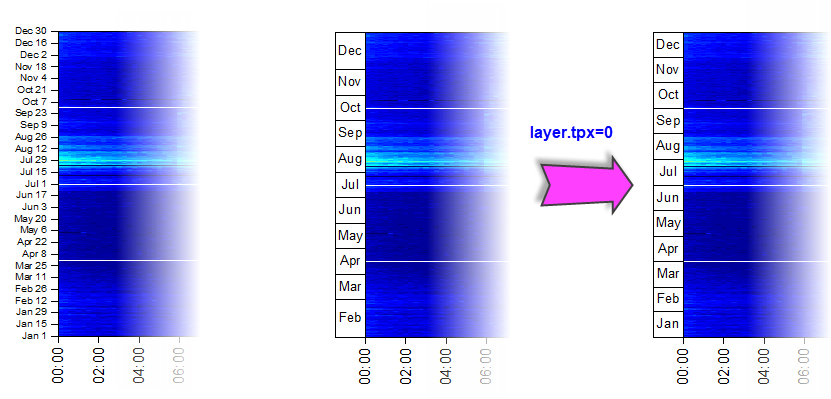 Dec 30
Dec 16
Dec 2
Nov 18
Nov 4
Oct 21
Oct 7
Sep 23
Sep 9
Aug 26
Aug 12
Jul 29
Jul 15
Jul 1
Jun 17
Jun 3
May 20
May 6
Apr 22
Apr 8
Mar 25
Mar 11
Feb 26
Feb 12
Jan 29
Jan 15
Jan 1
00:00 02:00 04:00 06:00
Dec
Nov
Oct
Sep
Aug
Jul
Jun
May
Apr
Mar
Feb
00:00 02:00 04:00 06:00
layer.tpx=0
Dec
Nov
Oct
Sep
Aug
Jul
Jun
May
Apr
Mar
Feb
Jan
00:00 02:00 04:00 06:00